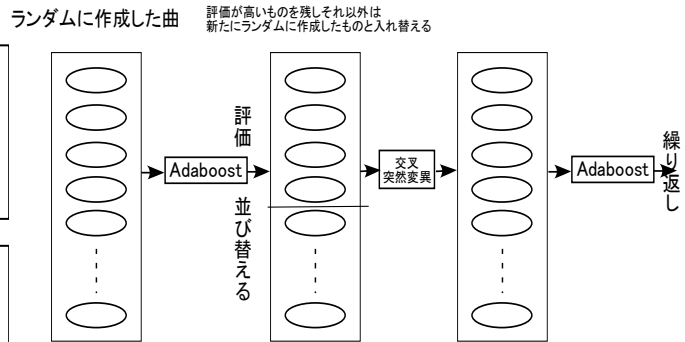 ランダムに作成した曲
評価が高いものを残しそれ以外は
新たにランダムに作成したものと入れ替える
Adaboost
評価
並び替える
交叉
突然変異
Adaboost
繰り返し